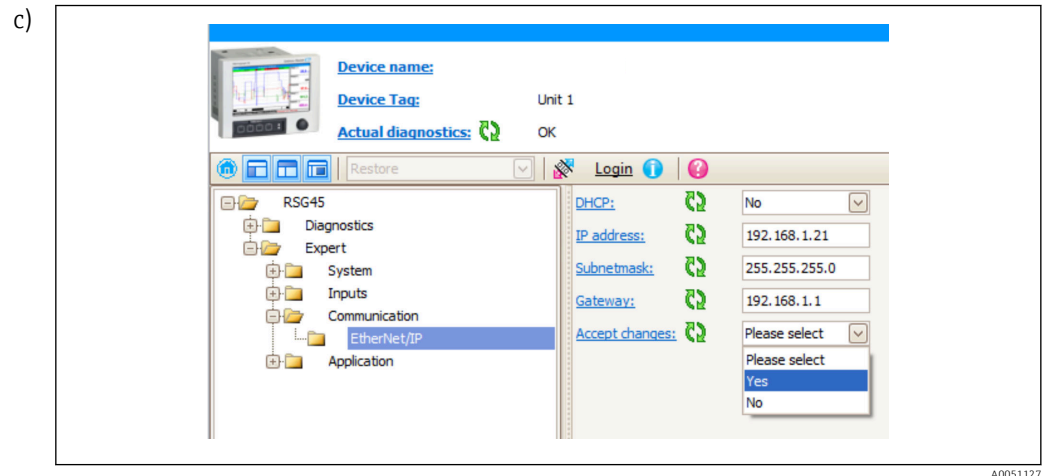 c)
Device name:
Device Tag: Unit 1
Actual diagnostics: OK
Restore Login
RSG45
Diagnostics
Expert
System
Inputs
Communication
EtherNet/IP
Application
DHCP: No
IP address: 192.168.1.21
Subnetmask: 255.255.255.0
Gateway: 192.168.1.1
Accept changes: Please select
Please select
Yes
No
A0051127